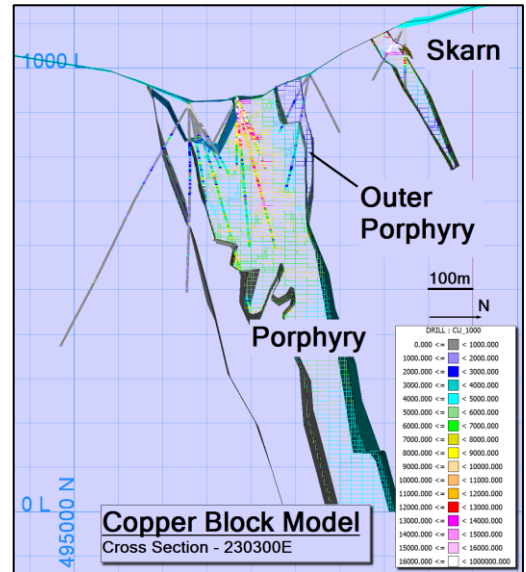 Skarn
1000 L
Outer
Porphyry
100m
N
Porphyry
DRILL : CU_1000
0.000 <= < 1000.000
1000.000 <= < 2000.000
2000.000 <= < 3000.000
3000.000 <= < 4000.000
4000.000 <= < 5000.000
5000.000 <= < 6000.000
6000.000 <= < 7000.000
7000.000 <= < 8000.000
8000.000 <= < 9000.000
9000.000 <= < 10000.000
10000.000 <= < 11000.000
11000.000 <= < 12000.000
12000.000 <= < 13000.000
13000.000 <= < 14000.000
14000.000 <= < 15000.000
15000.000 <= < 16000.000
16000.000 <= < 1000000.000
0 L
495000 N
Copper Block Model
Cross Section - 230300E